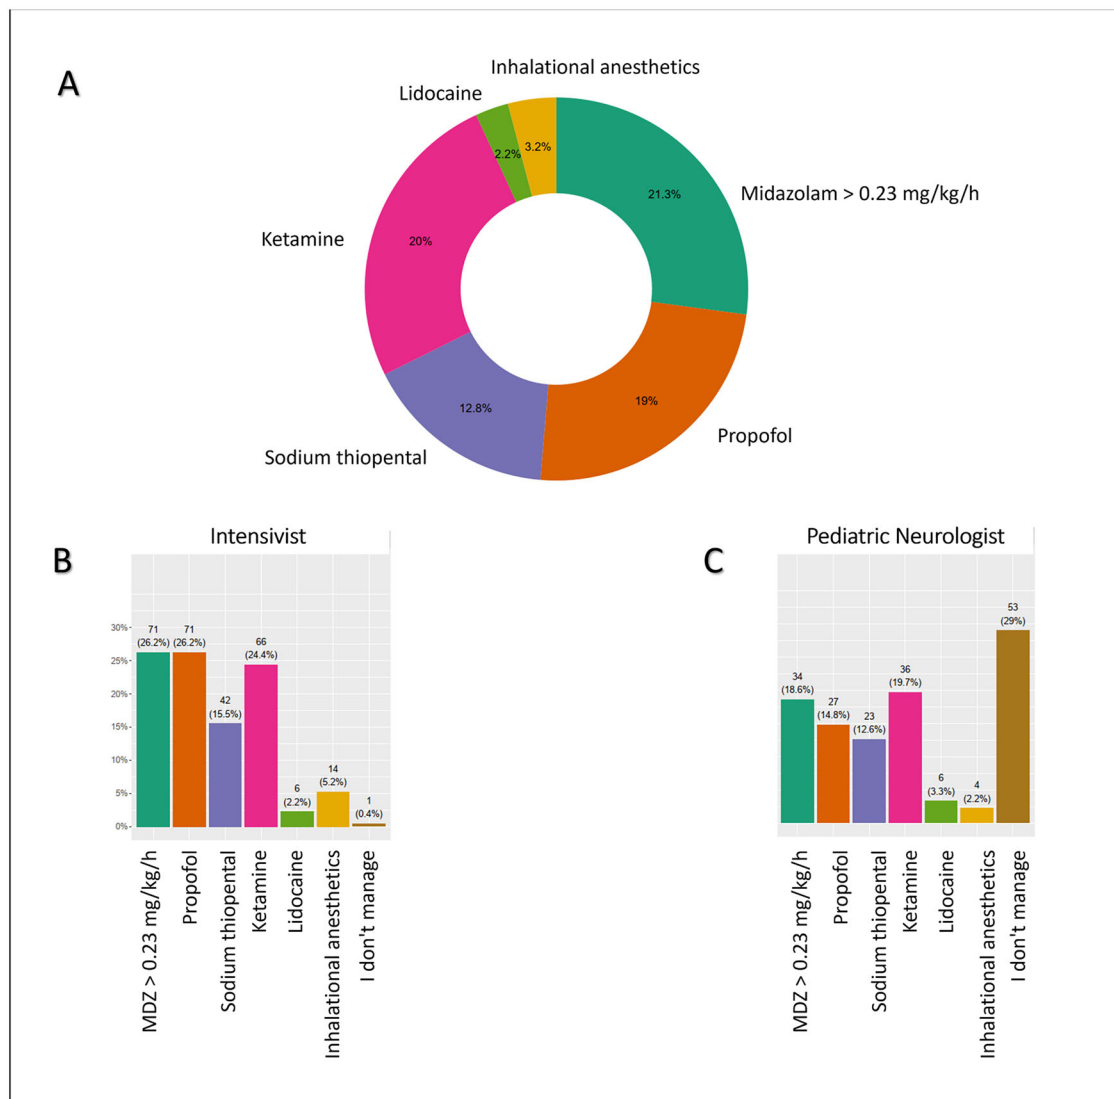 A
Inhalational anesthetics
Lidocaine
2.2%
3.2%
21.3%
Midazolam > 0.23 mg/kg/h
Ketamine
20%
12.8%
19%
Propofol
Sodium thiopental
B
Intensivist
30%
25%
20%
15%
10%
5%
0%
71
(26.2%)
71
(26.2%)
42
(15.5%)
66
(24.4%)
6
(2.2%)
14
(5.2%)
1
(0.4%)
MDZ > 0.23 mg/kg/h
Propofol
Sodium thiopental
Ketamine
Lidocaine
Inhalational anesthetics
I don't manage
C
Pediatric Neurologist
34
(18.6%)
27
(14.8%)
23
(12.6%)
36
(19.7%)
6
(3.3%)
4
(2.2%)
53
(29%)
MDZ > 0.23 mg/kg/h
Propofol
Sodium thiopental
Ketamine
Lidocaine
Inhalational anesthetics
I don't manage